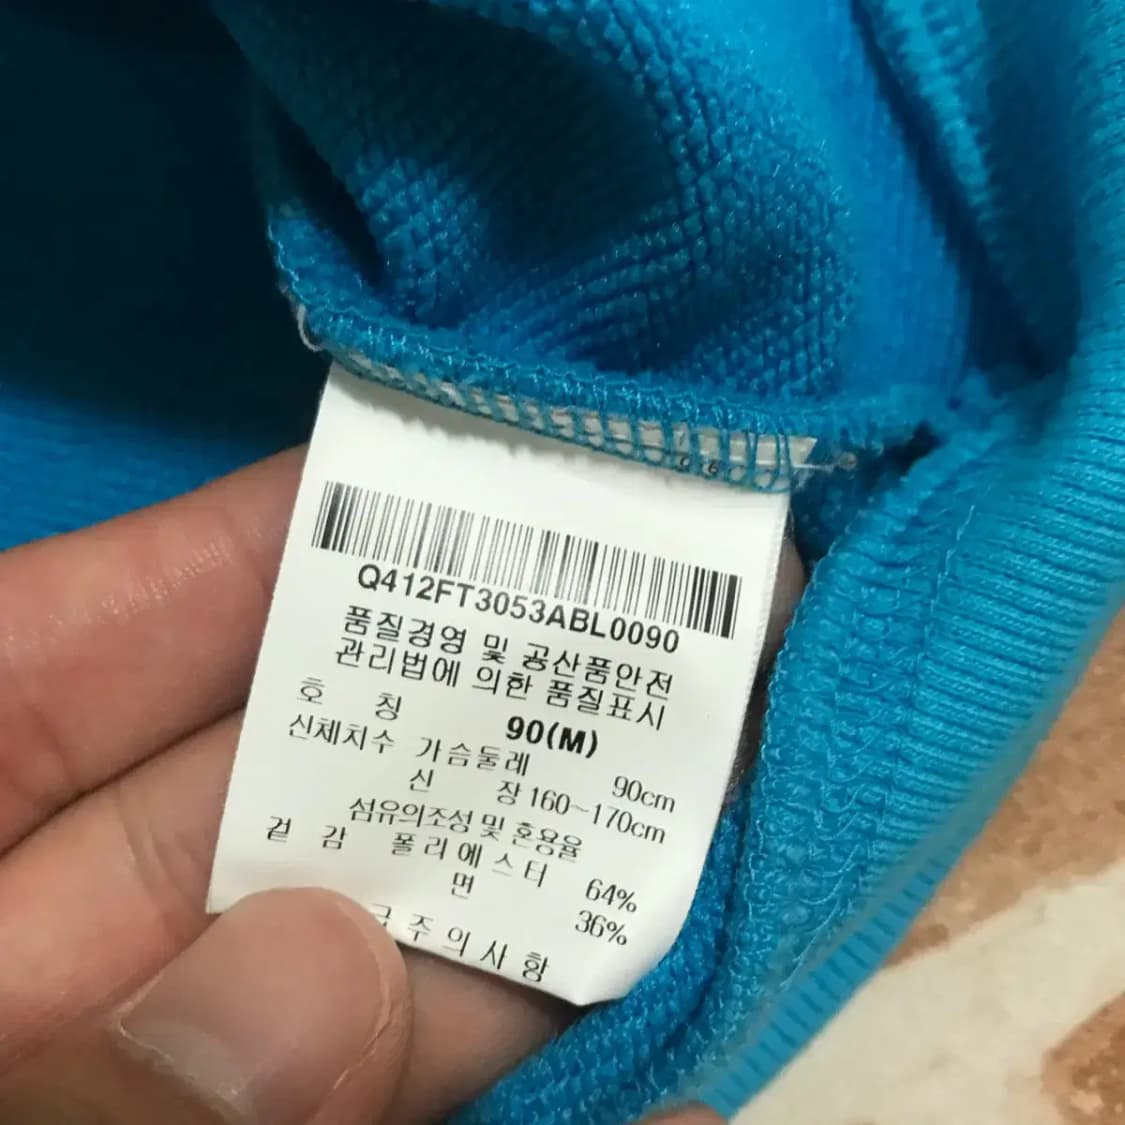 Q412FT3053ABL0090
품질경영 및 공산품안전
관리법에 의한 품질표시
호 칭 90(M)
신체치수 가슴둘레 90cm
신 장 160~170cm
섬유의조성 및 혼용율
겉 감 폴리에스터 64%
면 36%
급주의사항